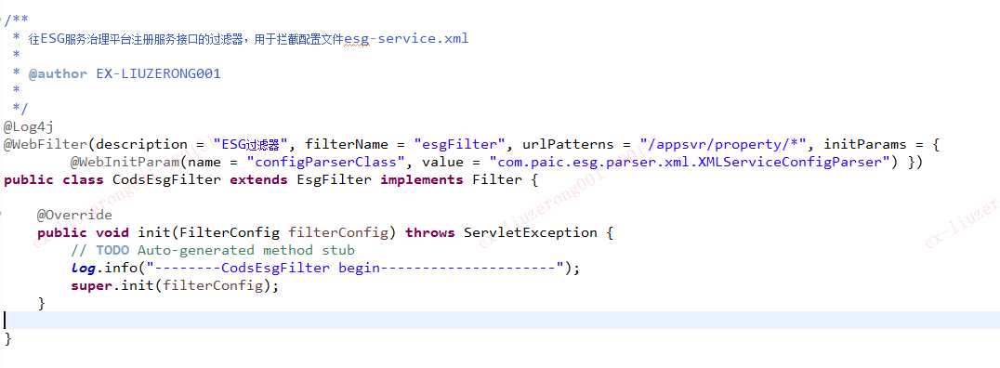 /**
 * 往ESG服务治理平台注册服务接口的过滤器，用于拦截配置文件esg-service.xml
 *
 * @author EX-LIUZERONG001
 *
 */
@Log4j
@WebFilter(description = "ESG过滤器", filterName = "esgFilter", urlPatterns = "/appsvr/property/*", initParams = {
        @WebInitParam(name = "configParserClass", value = "com.paic.esg.parser.xml.XMLServiceConfigParser") })
public class CodsEsgFilter extends EsgFilter implements Filter {

    @Override
    public void init(FilterConfig filterConfig) throws ServletException {
        // TODO Auto-generated method stub
        log.info("--------CodsEsgFilter begin---------------------");
        super.init(filterConfig);
    }

}